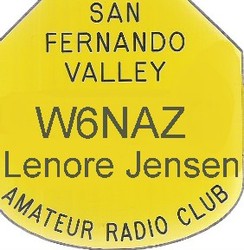 SAN
FERNANDO
VALLEY
W6NAZ
Lenore Jensen
AMATEUR RADIO CLUB